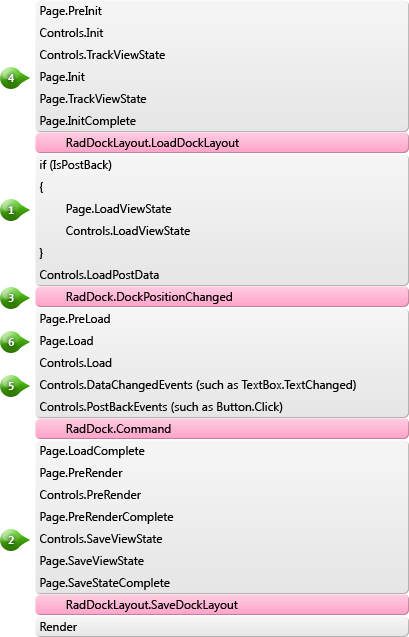 Page.PreInit
Controls.Init
Controls.TrackViewState
4 Page.Init
Page.TrackViewState
Page.InitComplete
RadDockLayout.LoadDockLayout
if (IsPostBack)
{
1 Page.LoadViewState
Controls.LoadViewState
}
Controls.LoadPostData
3 RadDock.DockPositionChanged
Page.PreLoad
6 Page.Load
Controls.Load
5 Controls.DataChangedEvents (such as TextBox.TextChanged)
Controls.PostBackEvents (such as Button.Click)
RadDock.Command
Page.LoadComplete
Page.PreRender
Controls.PreRender
Page.PreRenderComplete
2 Controls.SaveViewState
Page.SaveViewState
Page.SaveStateComplete
RadDockLayout.SaveDockLayout
Render